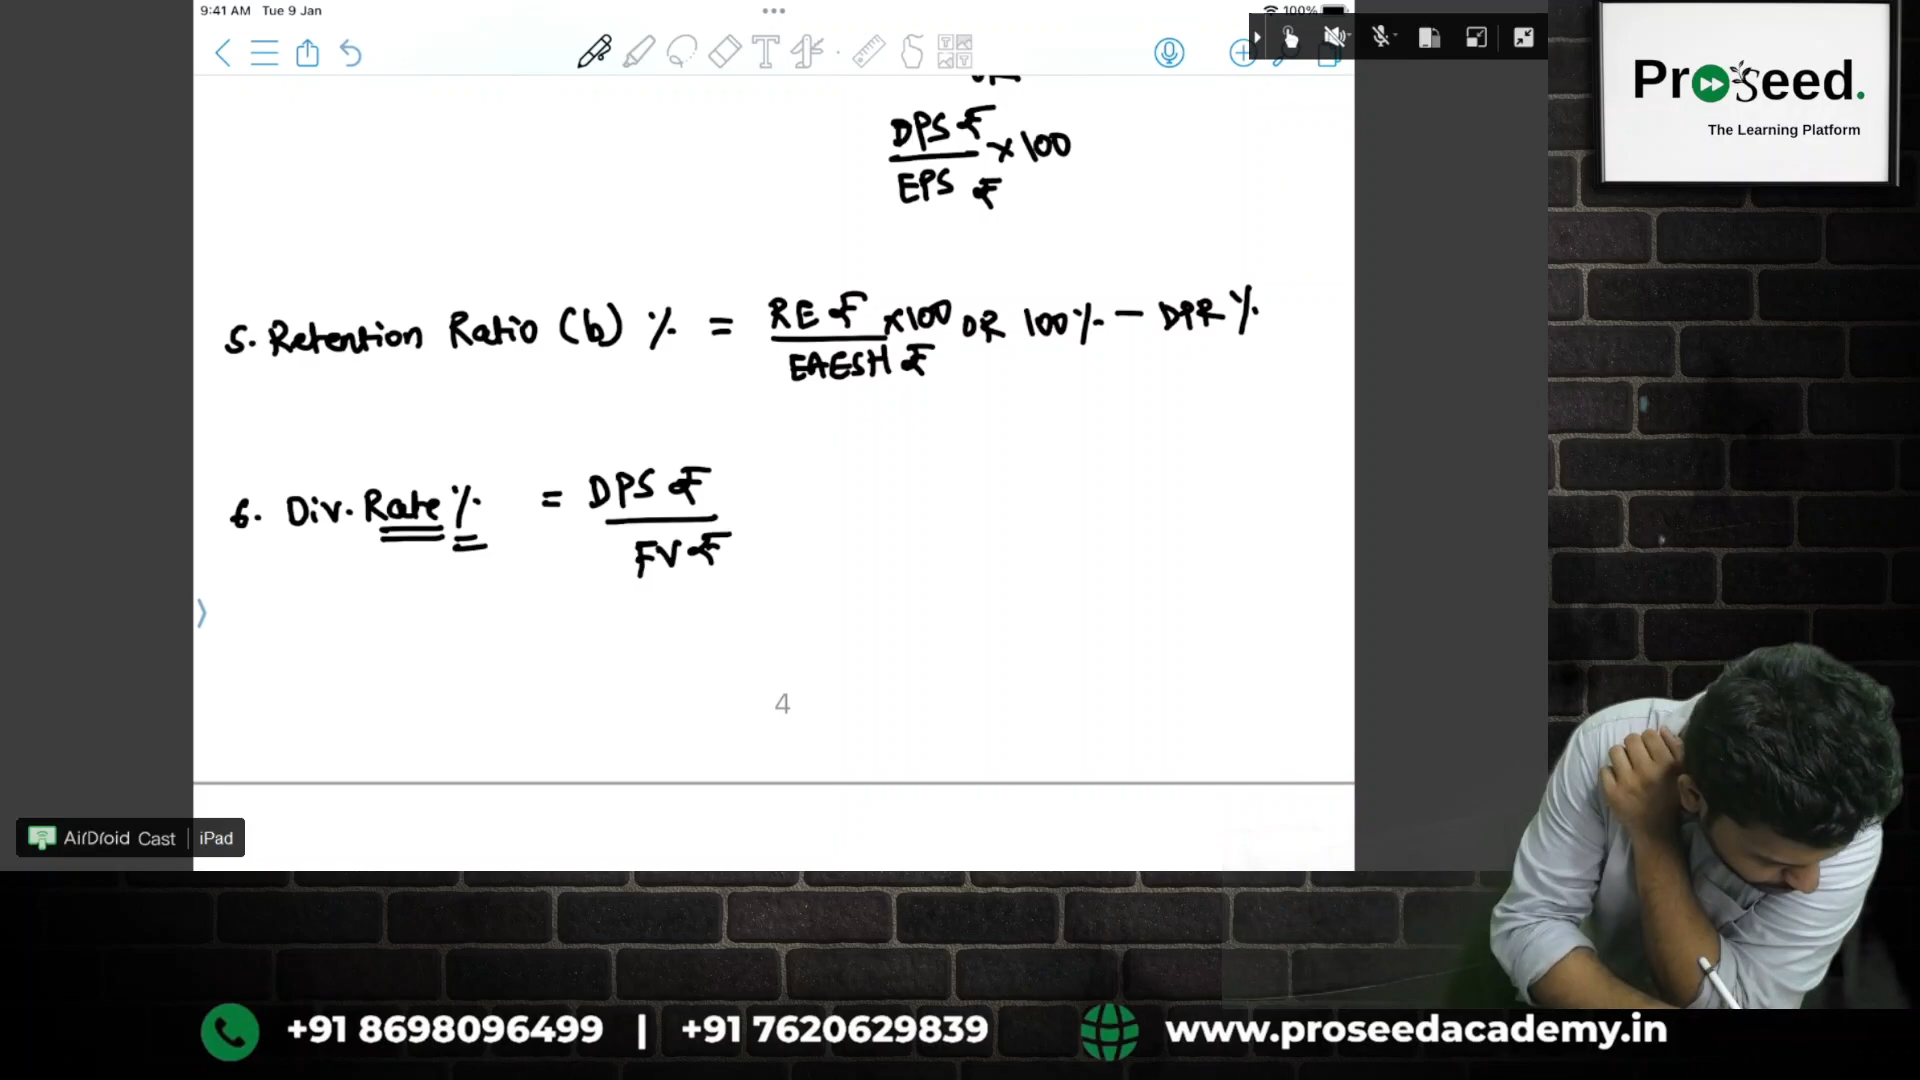 9:41 AM Tue 9 Jan
100%
Proseed.
The Learning Platform
DPS ₹
EPS ₹ × 100
5. Retention Ratio (b) % = RE ₹ / EAESH ₹ ×100 OR 100% - DPR %
6. Div. Rate % = DPS ₹ / FV ₹
4
AirDroid Cast | iPad
+91 8698096499 | +91 7620629839 www.proseedacademy.in